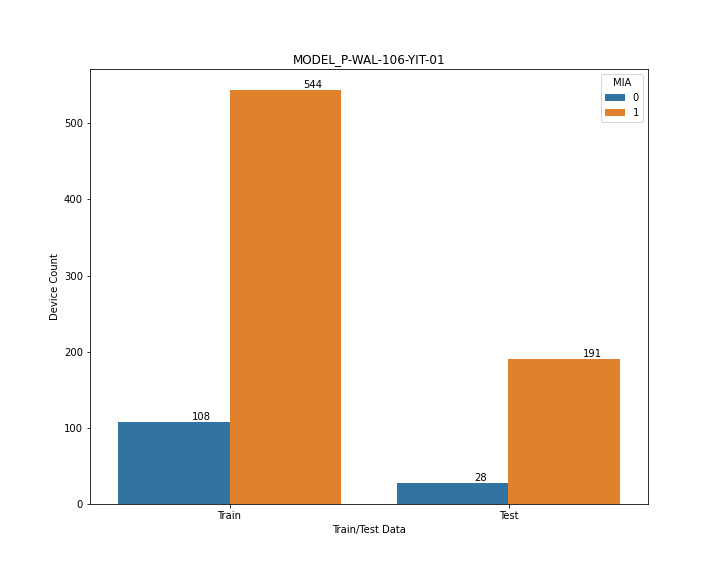 MODEL_P-WAL-106-YIT-01
MIA
0
1
Device Count
500
400
300
200
100
0
544
108
191
28
Train
Test
Train/Test Data